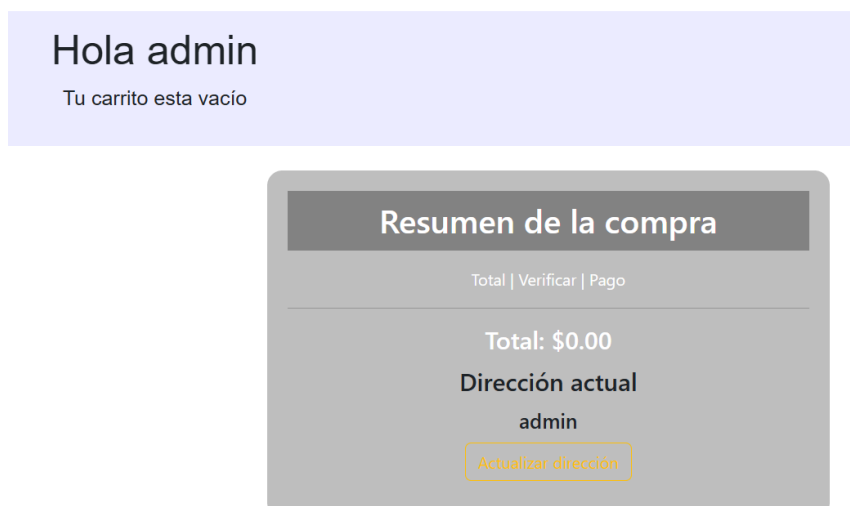 Hola admin
Tu carrito esta vacío
Resumen de la compra
Total | Verificar | Pago
Total: $0.00
Dirección actual
admin
Actualizar dirección